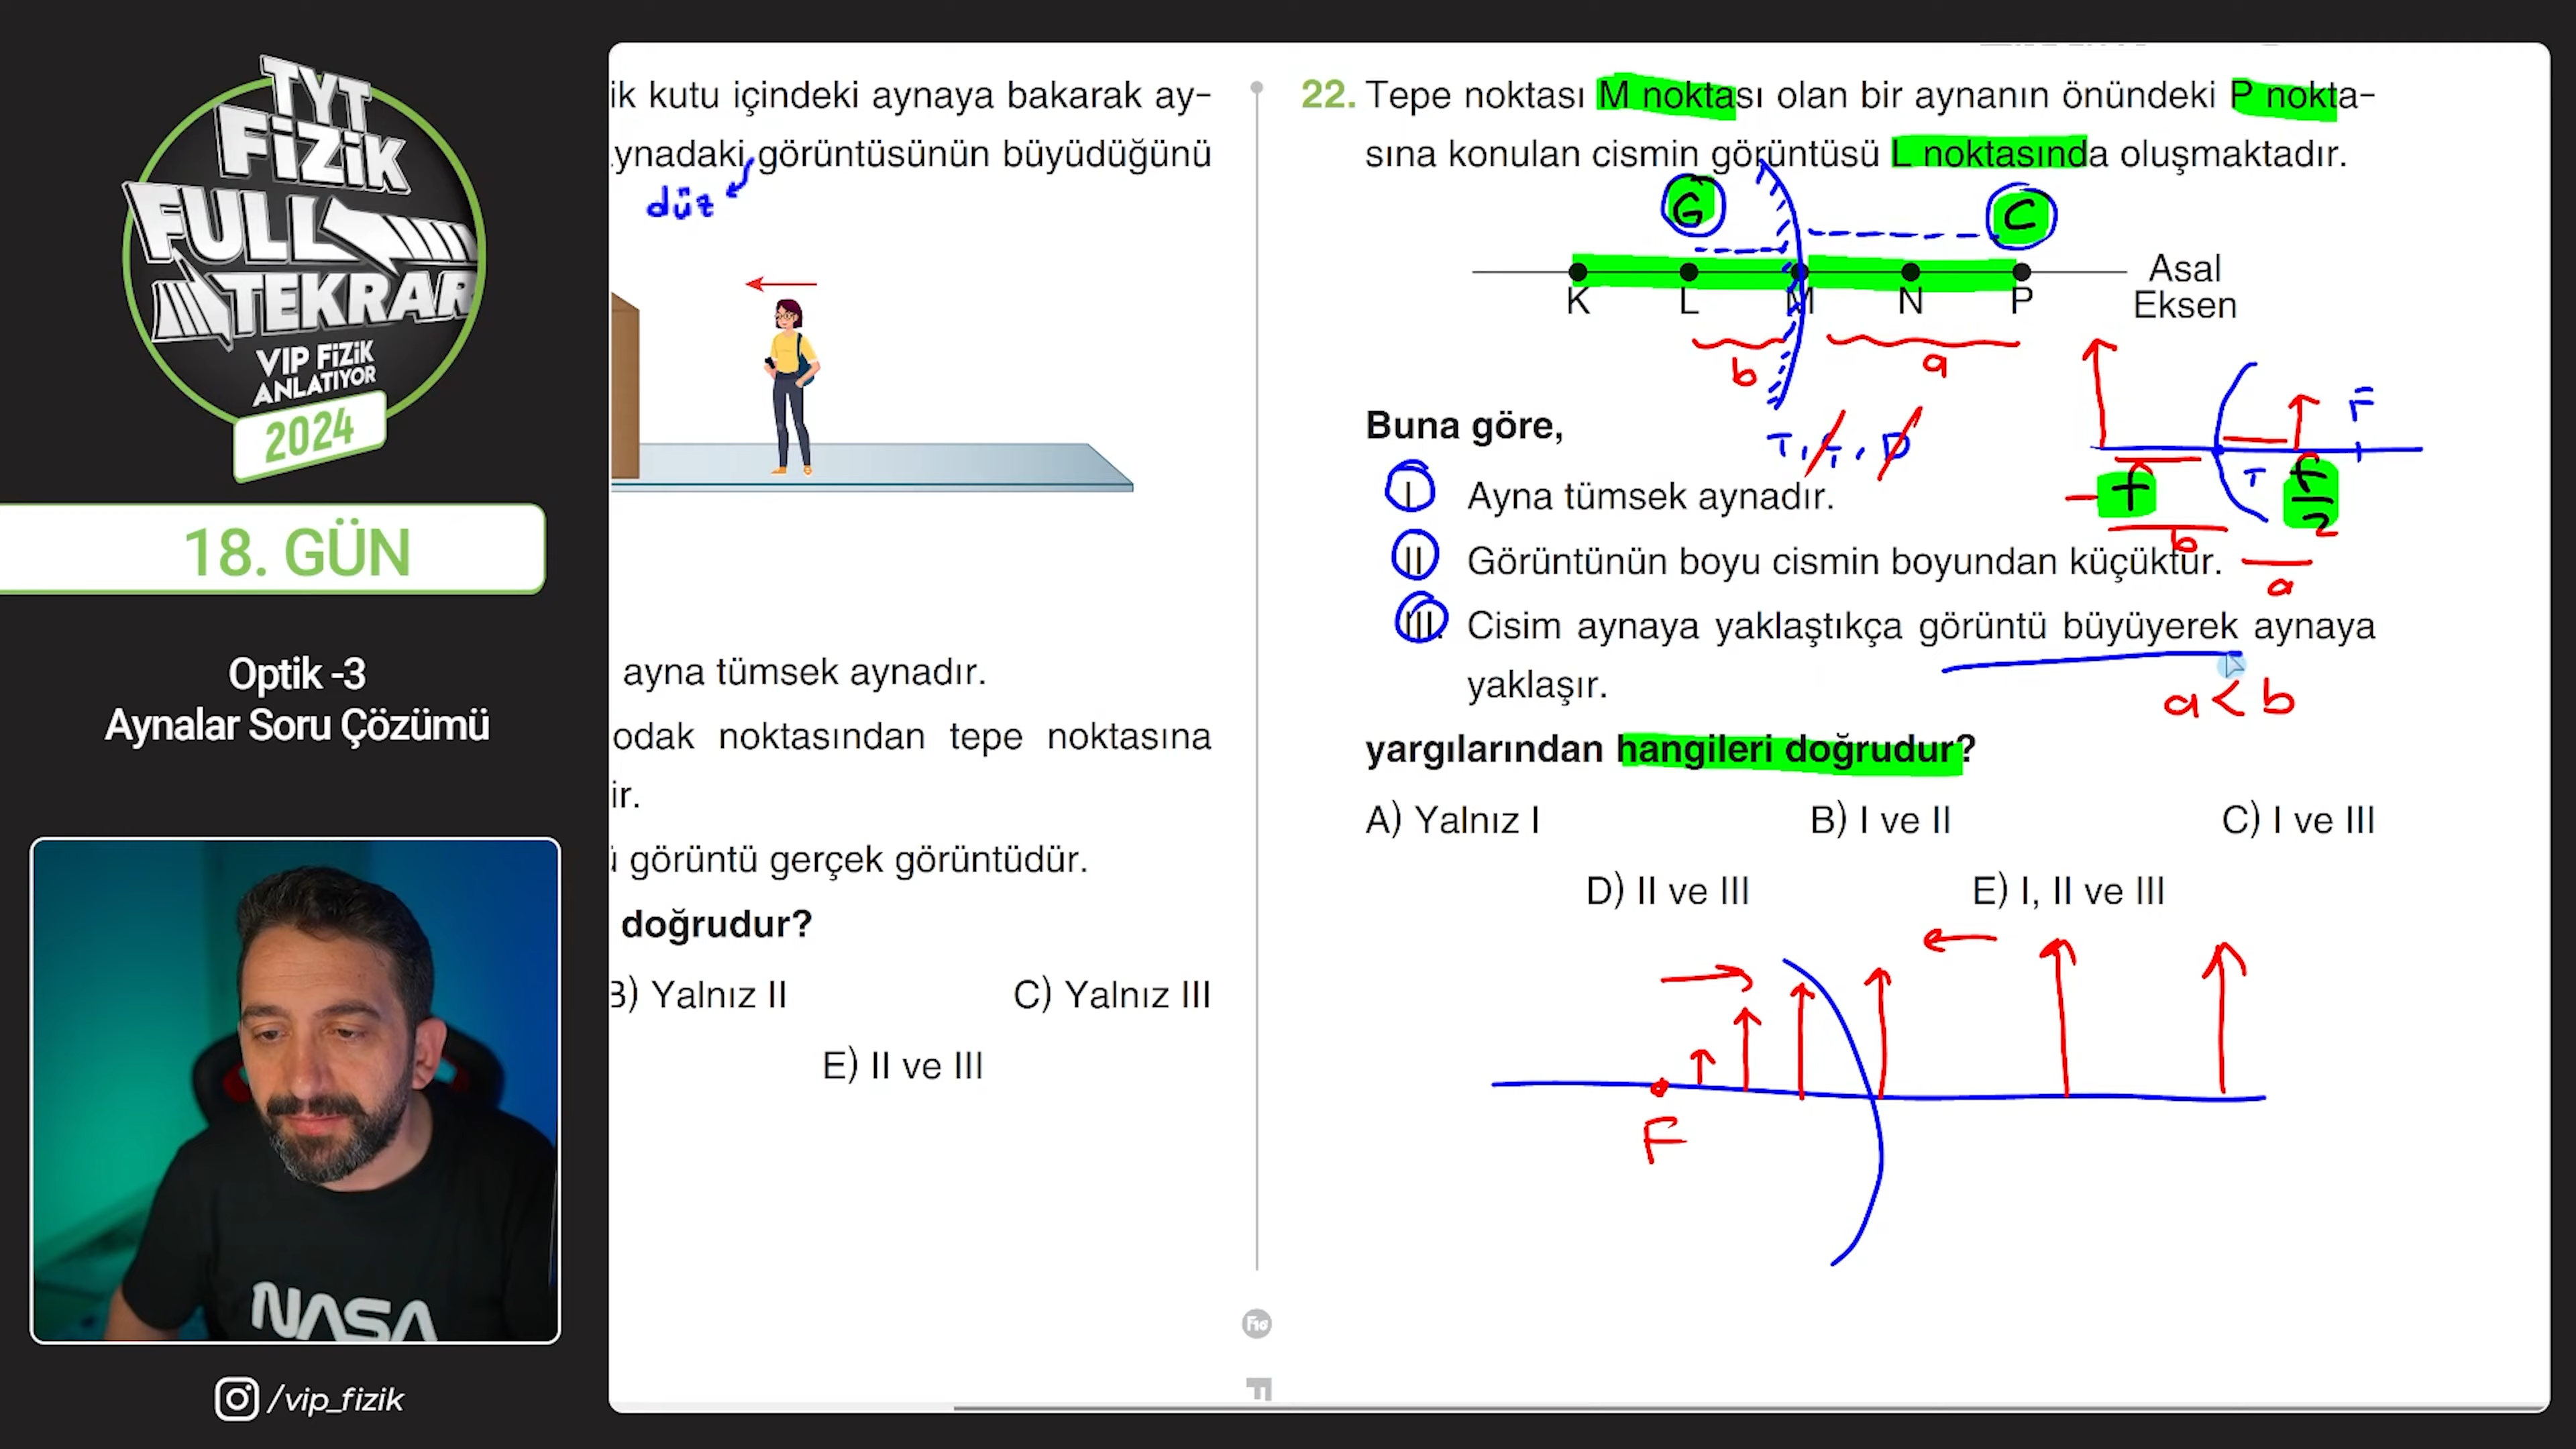 TYT
FİZİK
FULL
TEKRAR
VIP FİZİK
ANLATIYOR
2024
18. GÜN
Optik -3
Aynalar Soru Çözümü
NASA
/vip_fizik
ik kutu içindeki aynaya bakarak ay-
ynadaki görüntüsünün büyüdüğünü
düz
ayna tümsek aynadır.
odak noktasından tepe noktasına
ir.
görüntü gerçek görüntüdür.
doğrudur?
B) Yalnız II
C) Yalnız III
E) II ve III
22. Tepe noktası M noktası olan bir aynanın önündeki P nokta-
sına konulan cismin görüntüsü L noktasında oluşmaktadır.
G
C
K L M N P
Asal
Eksen
b
a
T, Ç, D
F
T
-f
f/2
b
a
Buna göre,
I. Ayna tümsek aynadır.
II. Görüntünün boyu cismin boyundan küçüktür.
III. Cisim aynaya yaklaştıkça görüntü büyüyerek aynaya
yaklaşır.
a < b
yargılarından hangileri doğrudur?
A) Yalnız I
B) I ve II
C) I ve III
D) II ve III
E) I, II ve III
F